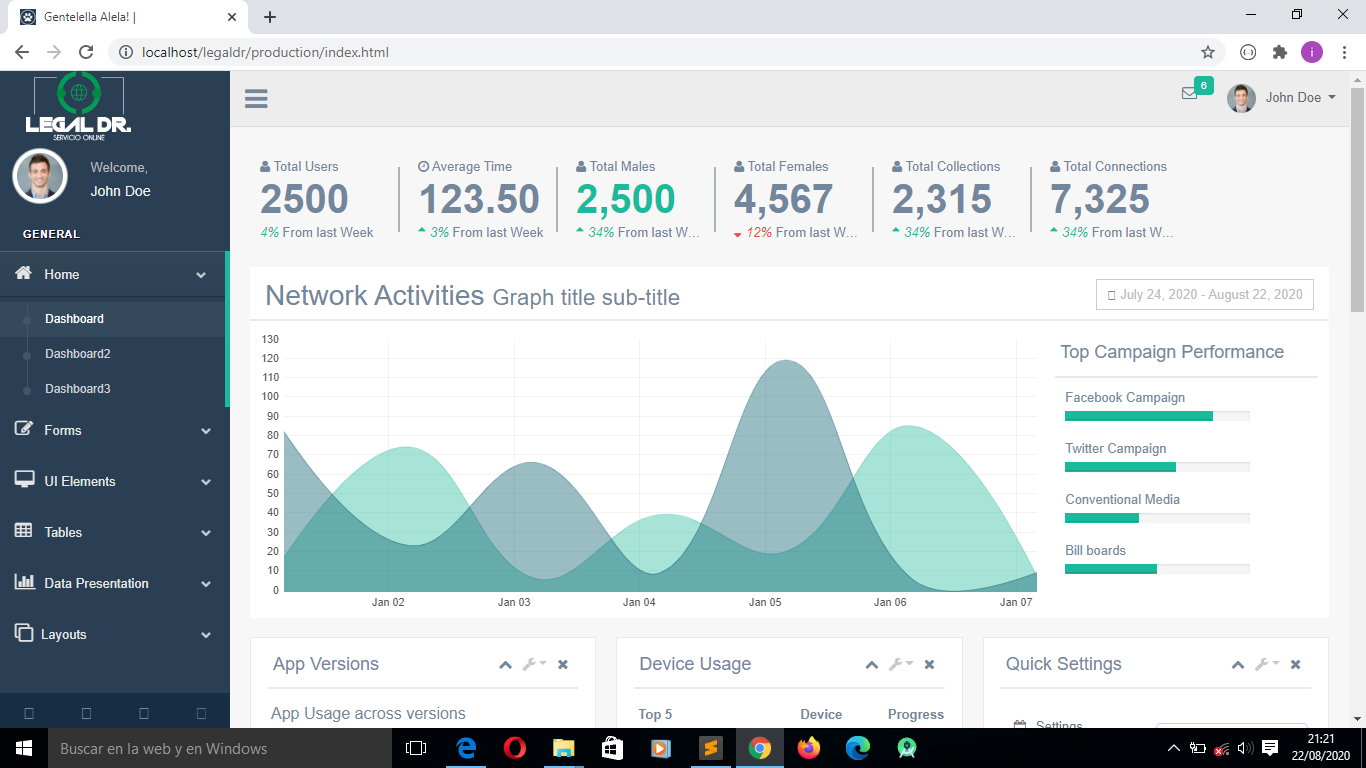 Gentelella Alela! |
localhost/legaldr/production/index.html
i
LEGAL DR.
SERVICIO ONLINE
6
John Doe
Welcome,
John Doe
GENERAL
Home
Dashboard
Dashboard2
Dashboard3
Forms
UI Elements
Tables
Data Presentation
Layouts
Total Users
2500
4% From last Week
Average Time
123.50
3% From last Week
Total Males
2,500
34% From last W...
Total Females
4,567
12% From last W...
Total Collections
2,315
34% From last W...
Total Connections
7,325
34% From last W...
Network Activities Graph title sub-title
July 24, 2020 - August 22, 2020
130
120
110
100
90
80
70
60
50
40
30
20
10
0
Jan 02 Jan 03 Jan 04 Jan 05 Jan 06 Jan 07
Top Campaign Performance
Facebook Campaign
Twitter Campaign
Conventional Media
Bill boards
App Versions
App Usage across versions
Device Usage
Top 5 Device Progress
Quick Settings
Settings
Buscar en la web y en Windows
21:21
22/08/2020